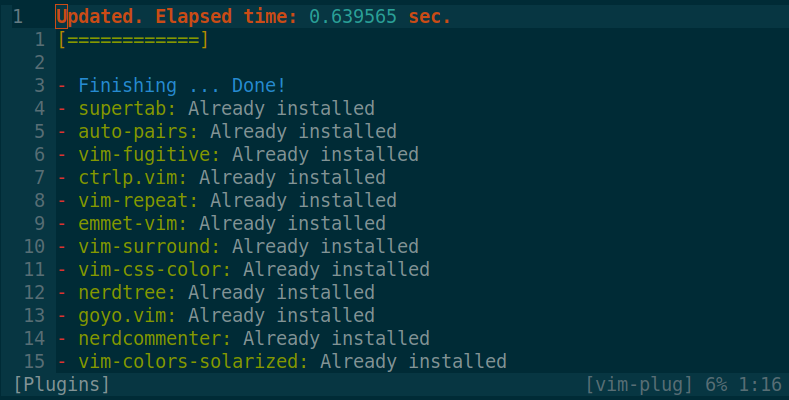 1 Updated. Elapsed time: 0.639565 sec.
1 [============]
2
3 - Finishing ... Done!
4 - supertab: Already installed
5 - auto-pairs: Already installed
6 - vim-fugitive: Already installed
7 - ctrlp.vim: Already installed
8 - vim-repeat: Already installed
9 - emmet-vim: Already installed
10 - vim-surround: Already installed
11 - vim-css-color: Already installed
12 - nerdtree: Already installed
13 - goyo.vim: Already installed
14 - nerdcommenter: Already installed
15 - vim-colors-solarized: Already installed
[Plugins] [vim-plug] 6% 1:16